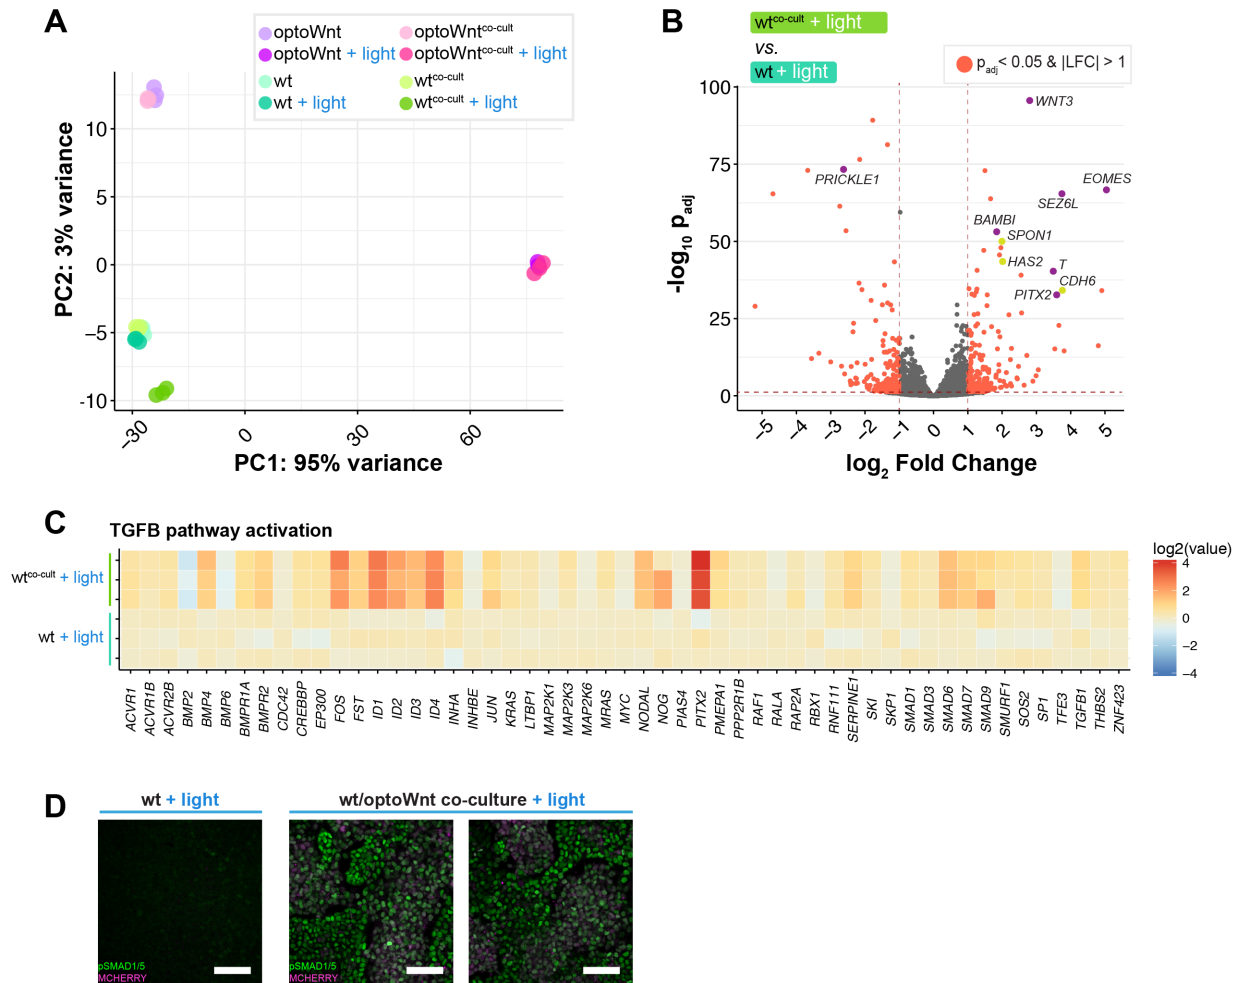 A
optoWnt
optoWnt + light
wt
wt + light
optoWntco-cult
optoWntco-cult + light
wtco-cult
wtco-cult + light
10
5
0
−5
-10
−30
0
30
60
PC2: 3% variance
PC1: 95% variance
B
wtco-cult + light
vs.
wt + light
padj< 0.05 & |LFC| > 1
100
75
50
25
0
-log10 padj
WNT3
PRICKLE1
EOMES
SEZ6L
BAMBI
SPON1
HAS2
T
CDH6
PITX2
-5
-4
-3
-2
-1
0
1
2
3
4
5
log2 Fold Change
C
TGFB pathway activation
wtco-cult + light
wt + light
log2(value)
4
2
0
−2
−4
ACVR1
ACVR1B
ACVR2B
BMP2
BMP4
BMP6
BMPR1A
BMPR2
CDC42
CREBBP
EP300
FOS
FST
ID1
ID2
ID3
ID4
INHA
INHBE
JUN
KRAS
LTBP1
MAP2K1
MAP2K3
MAP2K6
MRAS
MYC
NODAL
NOG
PIAS4
PITX2
PMEPA1
PPP2R1B
RAF1
RALA
RAP2A
RBX1
RNF111
SERPINE1
SKI
SKP1
SMAD1
SMAD3
SMAD6
SMAD7
SMAD9
SMURF1
SOS2
SP1
TFE3
TGFB1
THBS2
ZNF423
D
wt + light
wt/optoWnt co-culture + light
pSMAD1/5
MCHERRY
pSMAD1/5
MCHERRY